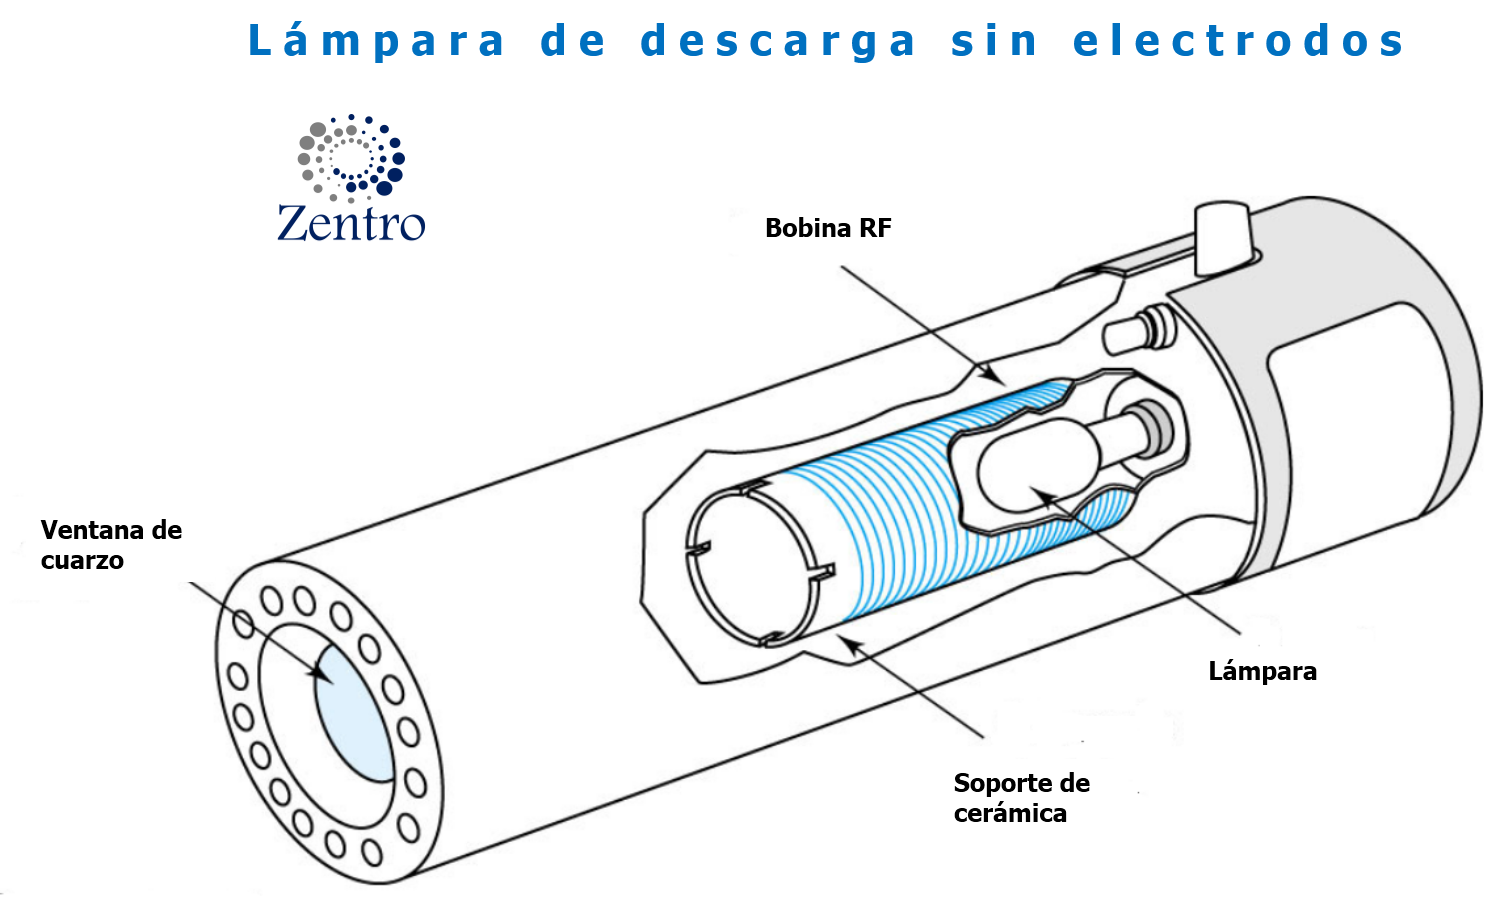 Lámpara de descarga sin electrodos
Zentro
Bobina RF
Ventana de
cuarzo
Lámpara
Soporte de
cerámica